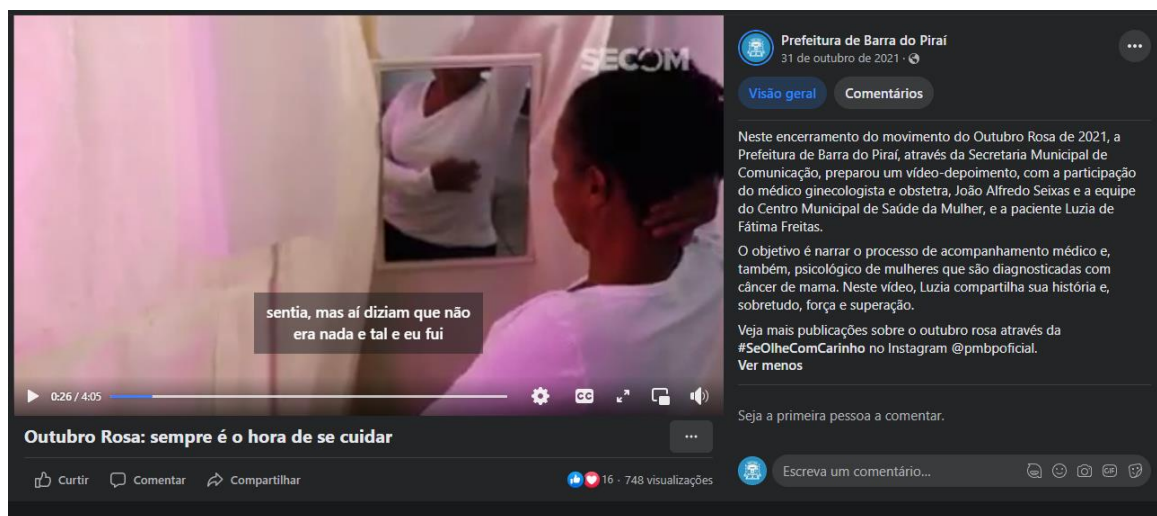 SECOM
sentia, mas aí diziam que não
era nada e tal e eu fui
0:26 / 4:05
CC
Outubro Rosa: sempre é o hora de se cuidar
Curtir
Comentar
Compartilhar
16 · 748 visualizações
Prefeitura de Barra do Piraí
31 de outubro de 2021 ·
Visão geral
Comentários
Neste encerramento do movimento do Outubro Rosa de 2021, a
Prefeitura de Barra do Piraí, através da Secretaria Municipal de
Comunicação, preparou um vídeo-depoimento, com a participação
do médico ginecologista e obstetra, João Alfredo Seixas e a equipe
do Centro Municipal de Saúde da Mulher, e a paciente Luzia de
Fátima Freitas.
O objetivo é narrar o processo de acompanhamento médico e,
também, psicológico de mulheres que são diagnosticadas com
câncer de mama. Neste vídeo, Luzia compartilha sua história e,
sobretudo, força e superação.
Veja mais publicações sobre o outubro rosa através da
#SeOlheComCarinho no Instagram @pmbpoficial.
Ver menos
Seja a primeira pessoa a comentar.
Escreva um comentário...
GIF